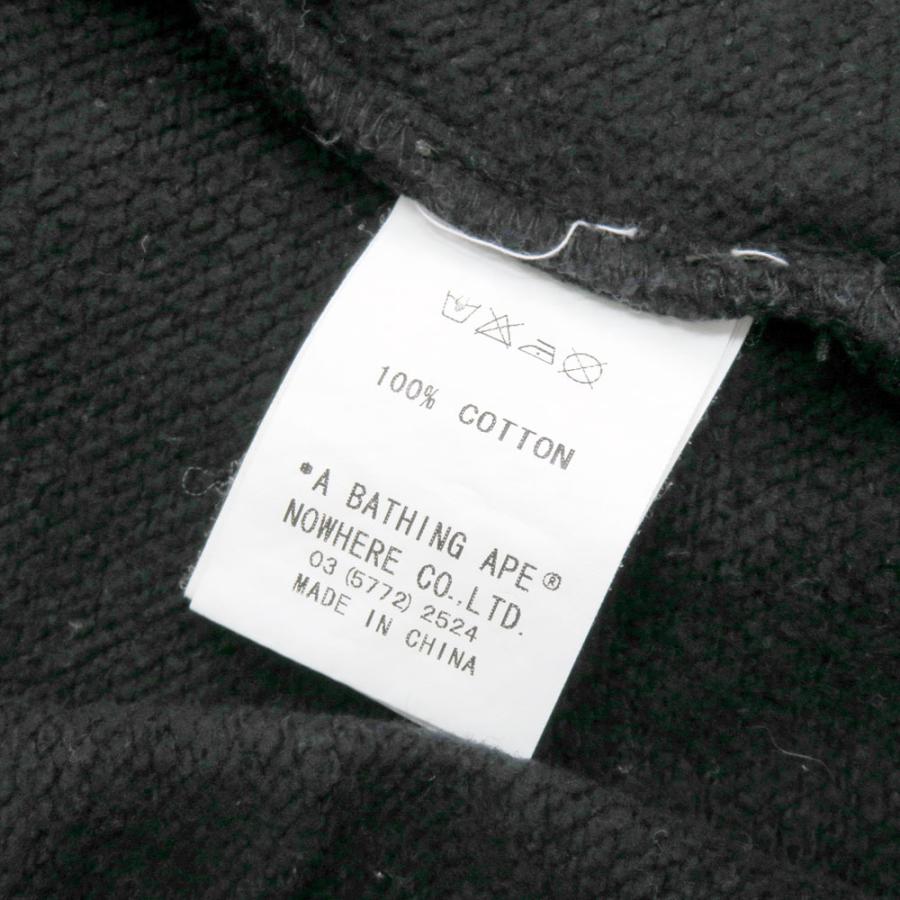 100% COTTON
*A BATHING APE®
NOWHERE CO.,LTD.
03 (5772) 2524
MADE IN CHINA